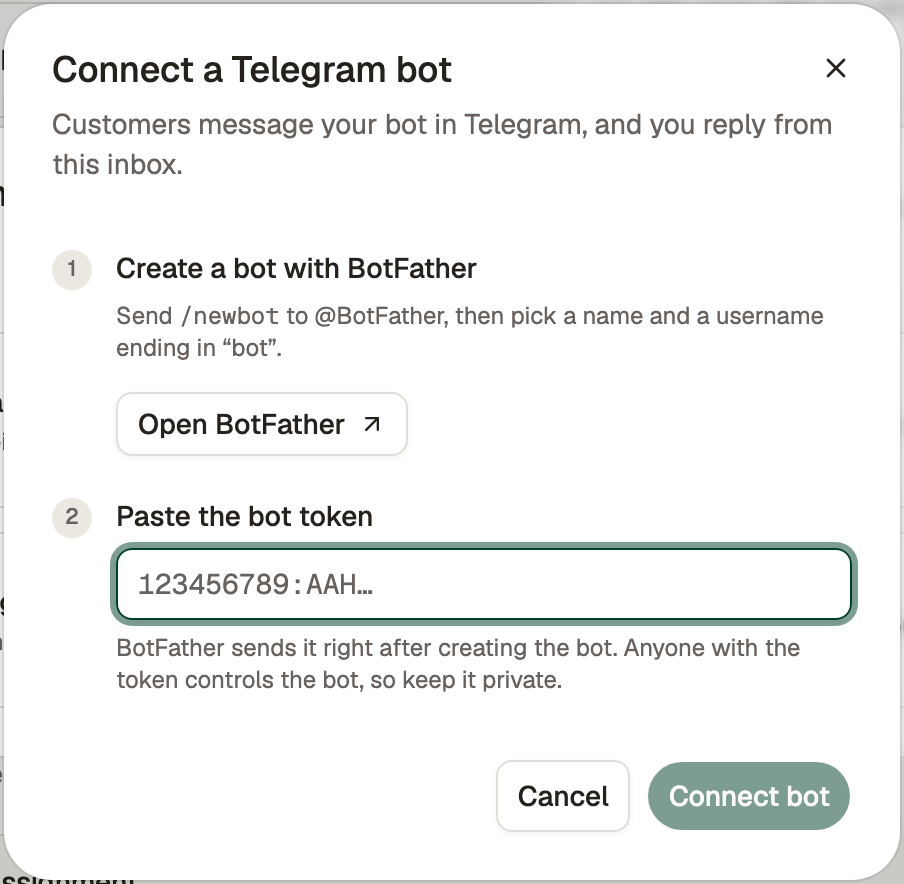 Connect a Telegram bot
Customers message your bot in Telegram, and you reply from
this inbox.
1
Create a bot with BotFather
Send /newbot to @BotFather, then pick a name and a username
ending in “bot”.
Open BotFather
2
Paste the bot token
123456789:AAH…
BotFather sends it right after creating the bot. Anyone with the
token controls the bot, so keep it private.
Cancel
Connect bot